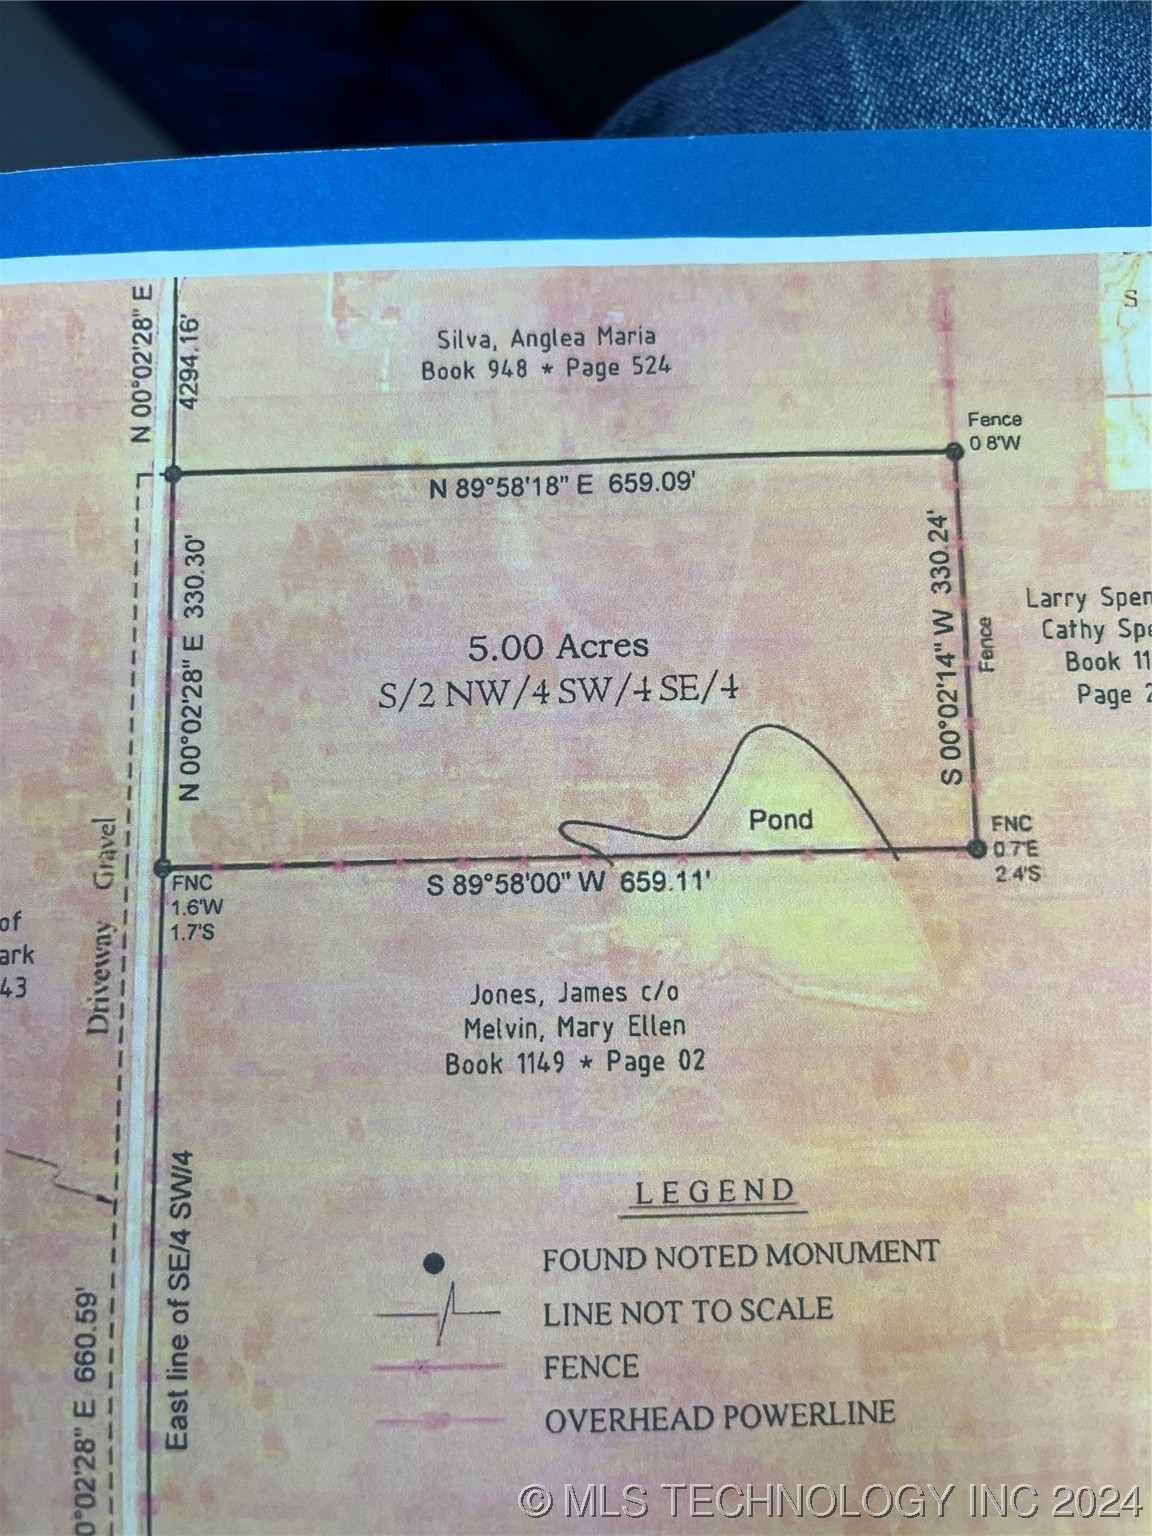 N 00°02'28" E
4294.16'
Silva, Anglea Maria
Book 948 * Page 524
S
Fence
0 8'W
N 89°58'18" E 659.09'
N 00°02'28" E 330.30'
S 00°02'14" W 330.24'
Fence
Larry
Cathy
Book
Page
5.00 Acres
S/2 NW/4 SW/4 SE/4
Pond
FNC
0.7'E
2.4'S
FNC
1.6'W
1.7'S
S 89°58'00" W 659.11'
Driveway Gravel
of
43
Jones, James c/o
Melvin, Mary Ellen
Book 1149 * Page 02
East line of SE/4 SW/4
0°02'28" E 660.59'
LEGEND
FOUND NOTED MONUMENT
LINE NOT TO SCALE
FENCE
OVERHEAD POWERLINE
© MLS TECHNOLOGY INC 2024